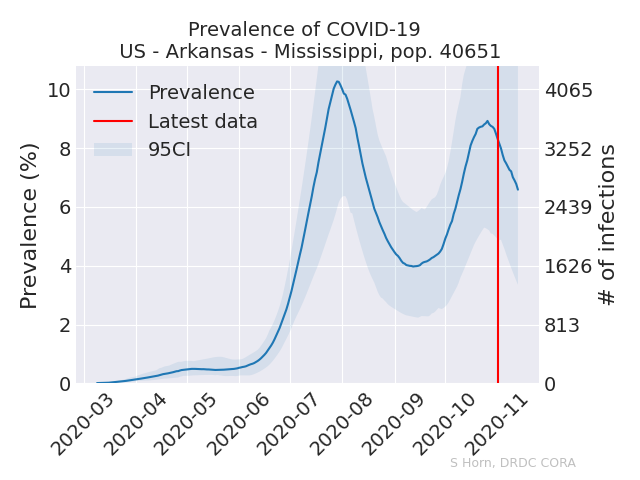 Prevalence of COVID-19
US - Arkansas - Mississippi, pop. 40651
Prevalence
Latest data
95CI
Prevalence (%)
10
8
6
4
2
0
4065
3252
2439
1626
813
0
# of infections
2020-03
2020-04
2020-05
2020-06
2020-07
2020-08
2020-09
2020-10
2020-11
S Horn, DRDC CORA